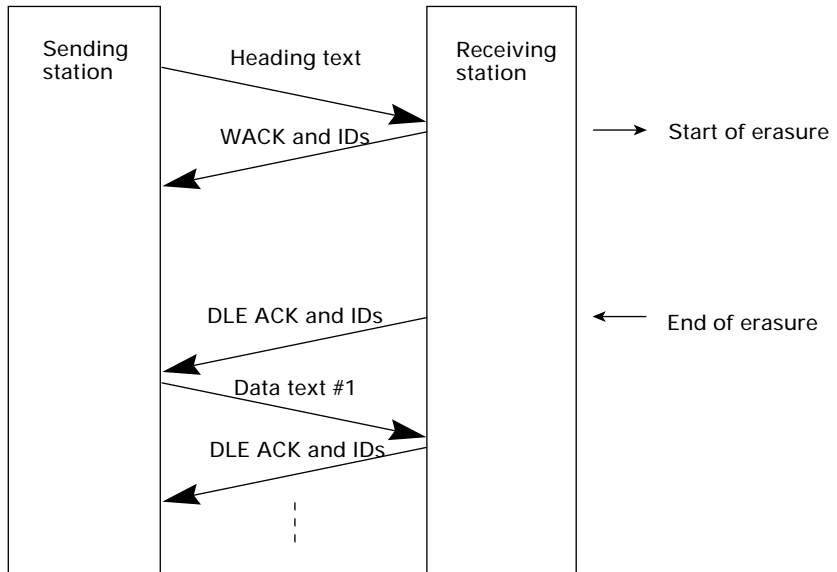 Sending
station
Heading text
Receiving
station
WACK and IDs
Start of erasure
DLE ACK and IDs
End of erasure
Data text #1
DLE ACK and IDs